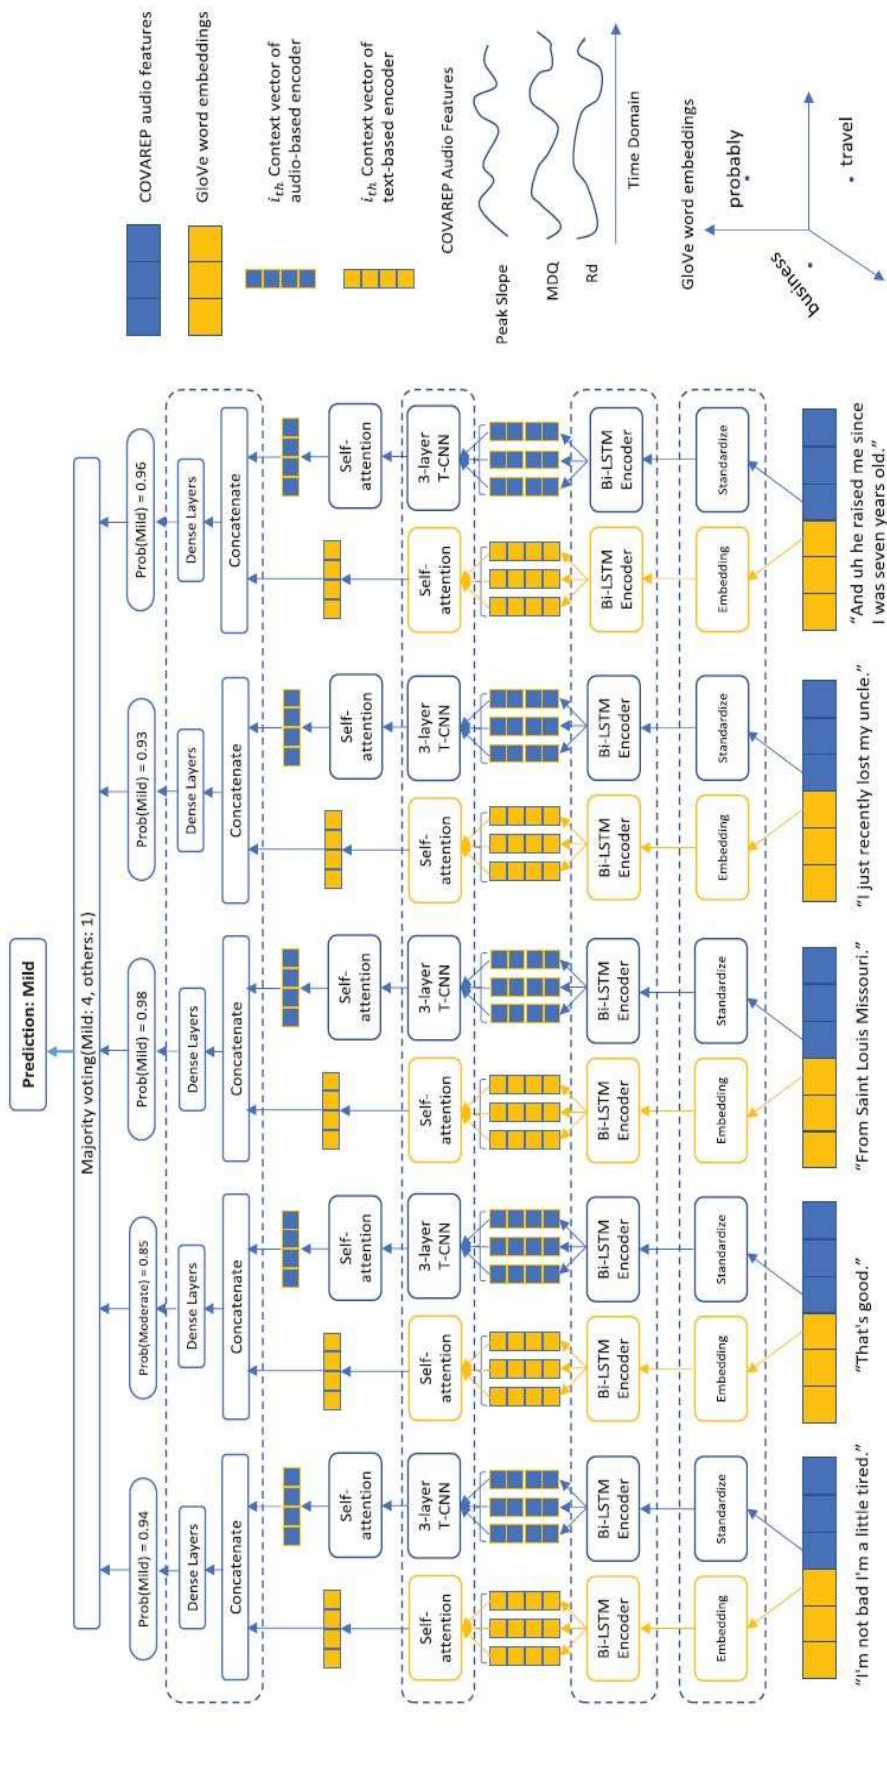 Prediction: Mild
Majority voting(Mild: 4, others: 1)
Prob(Mild) = 0.94
Prob(Moderate) = 0.85
Prob(Mild) = 0.98
Prob(Mild) = 0.93
Prob(Mild) = 0.96
Dense Layers
Dense Layers
Dense Layers
Dense Layers
Dense Layers
Concatenate
Concatenate
Concatenate
Concatenate
Concatenate
Self-
attention
Self-
attention
Self-
attention
Self-
attention
Self-
attention
Self-
attention
3-layer
T-CNN
Self-
attention
3-layer
T-CNN
Self-
attention
3-layer
T-CNN
Self-
attention
3-layer
T-CNN
Self-
attention
3-layer
T-CNN
Bi-LSTM
Encoder
Bi-LSTM
Encoder
Bi-LSTM
Encoder
Bi-LSTM
Encoder
Bi-LSTM
Encoder
Bi-LSTM
Encoder
Bi-LSTM
Encoder
Bi-LSTM
Encoder
Bi-LSTM
Encoder
Bi-LSTM
Encoder
Embedding
Standardize
Embedding
Standardize
Embedding
Standardize
Embedding
Standardize
Embedding
Standardize
“I'm not bad I'm a little tired.”
“That's good.”
“From Saint Louis Missouri.”
“I just recently lost my uncle.”
“And uh he raised me since
I was seven years old.”
COVAREP audio features
GloVe word embeddings
i_th Context vector of
audio-based encoder
i_th Context vector of
text-based encoder
COVAREP Audio Features
Peak Slope
MDQ
Rd
Time Domain
GloVe word embeddings
probably
business
travel